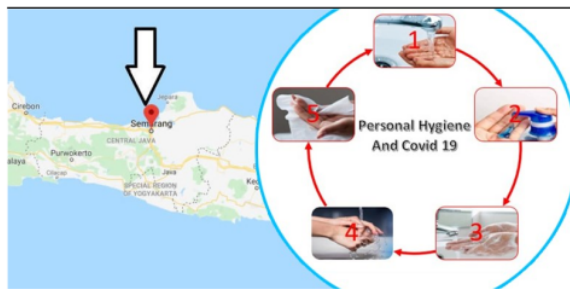 Jepara
Cirebon
Semarang
CENTRAL JAVA
Purwokerto
Cilacap
Java
SPECIAL REGION
OF YOGYAKARTA
1
2
3
4
5
Personal Hygiene
And Covid 19